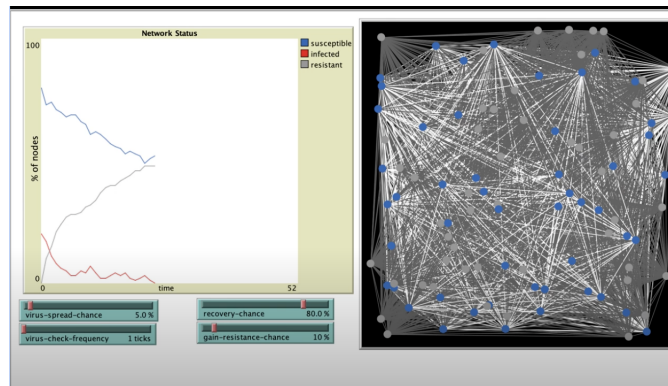 Network Status
100
susceptible
infected
resistant
% of nodes
0
0
time
52
virus-spread-chance 5.0 %
recovery-chance 80.0 %
virus-check-frequency 1 ticks
gain-resistance-chance 10 %